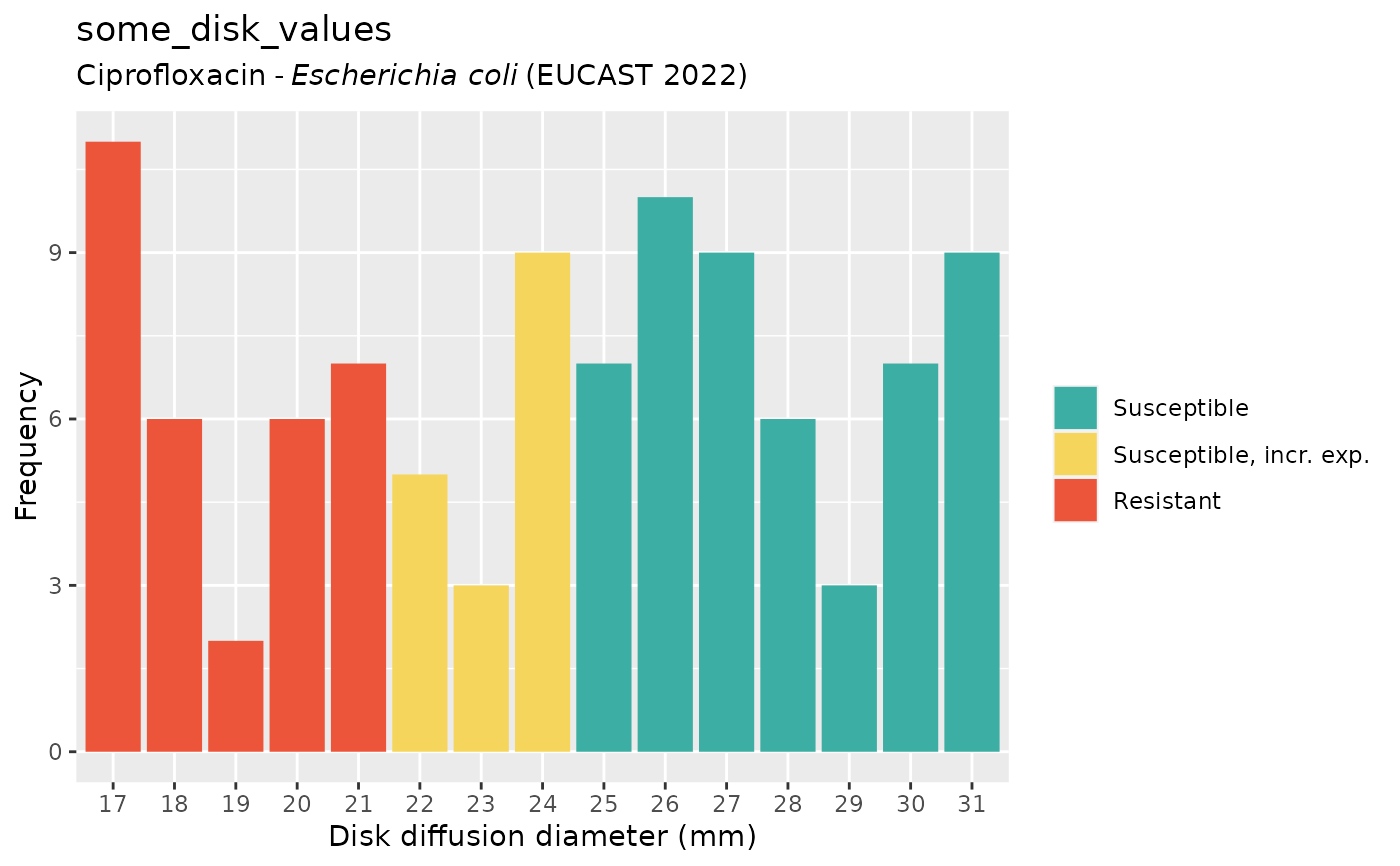 some_disk_values
Ciprofloxacin - Escherichia coli (EUCAST 2022)
Frequency
9
6
3
0
17 18 19 20 21 22 23 24 25 26 27 28 29 30 31
Disk diffusion diameter (mm)
Susceptible
Susceptible, incr. exp.
Resistant